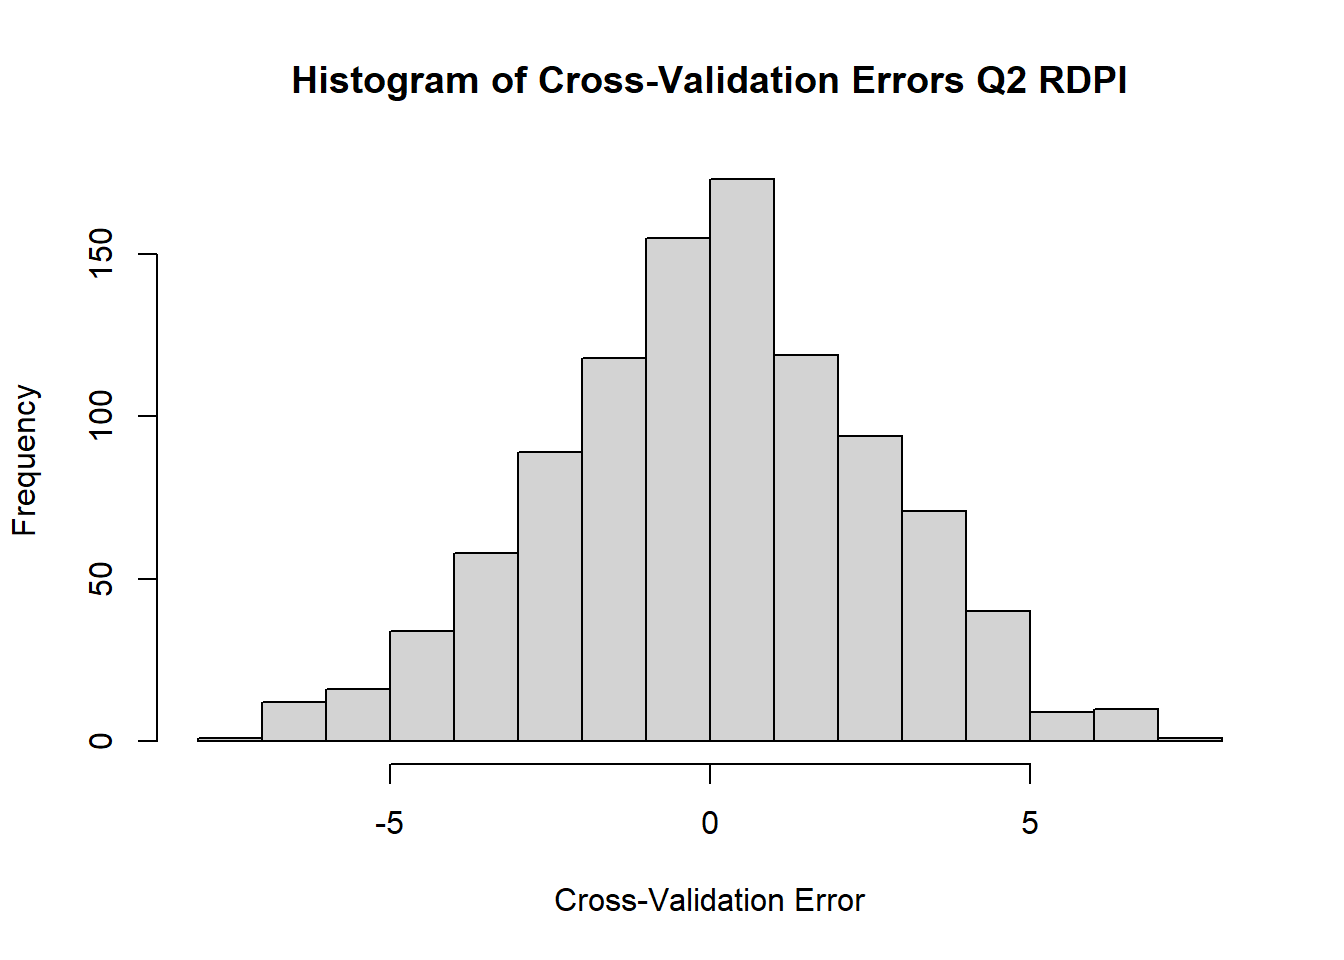 Histogram of Cross-Validation Errors Q2 RDPI
Frequency
150
100
50
0
-5 0 5
Cross-Validation Error